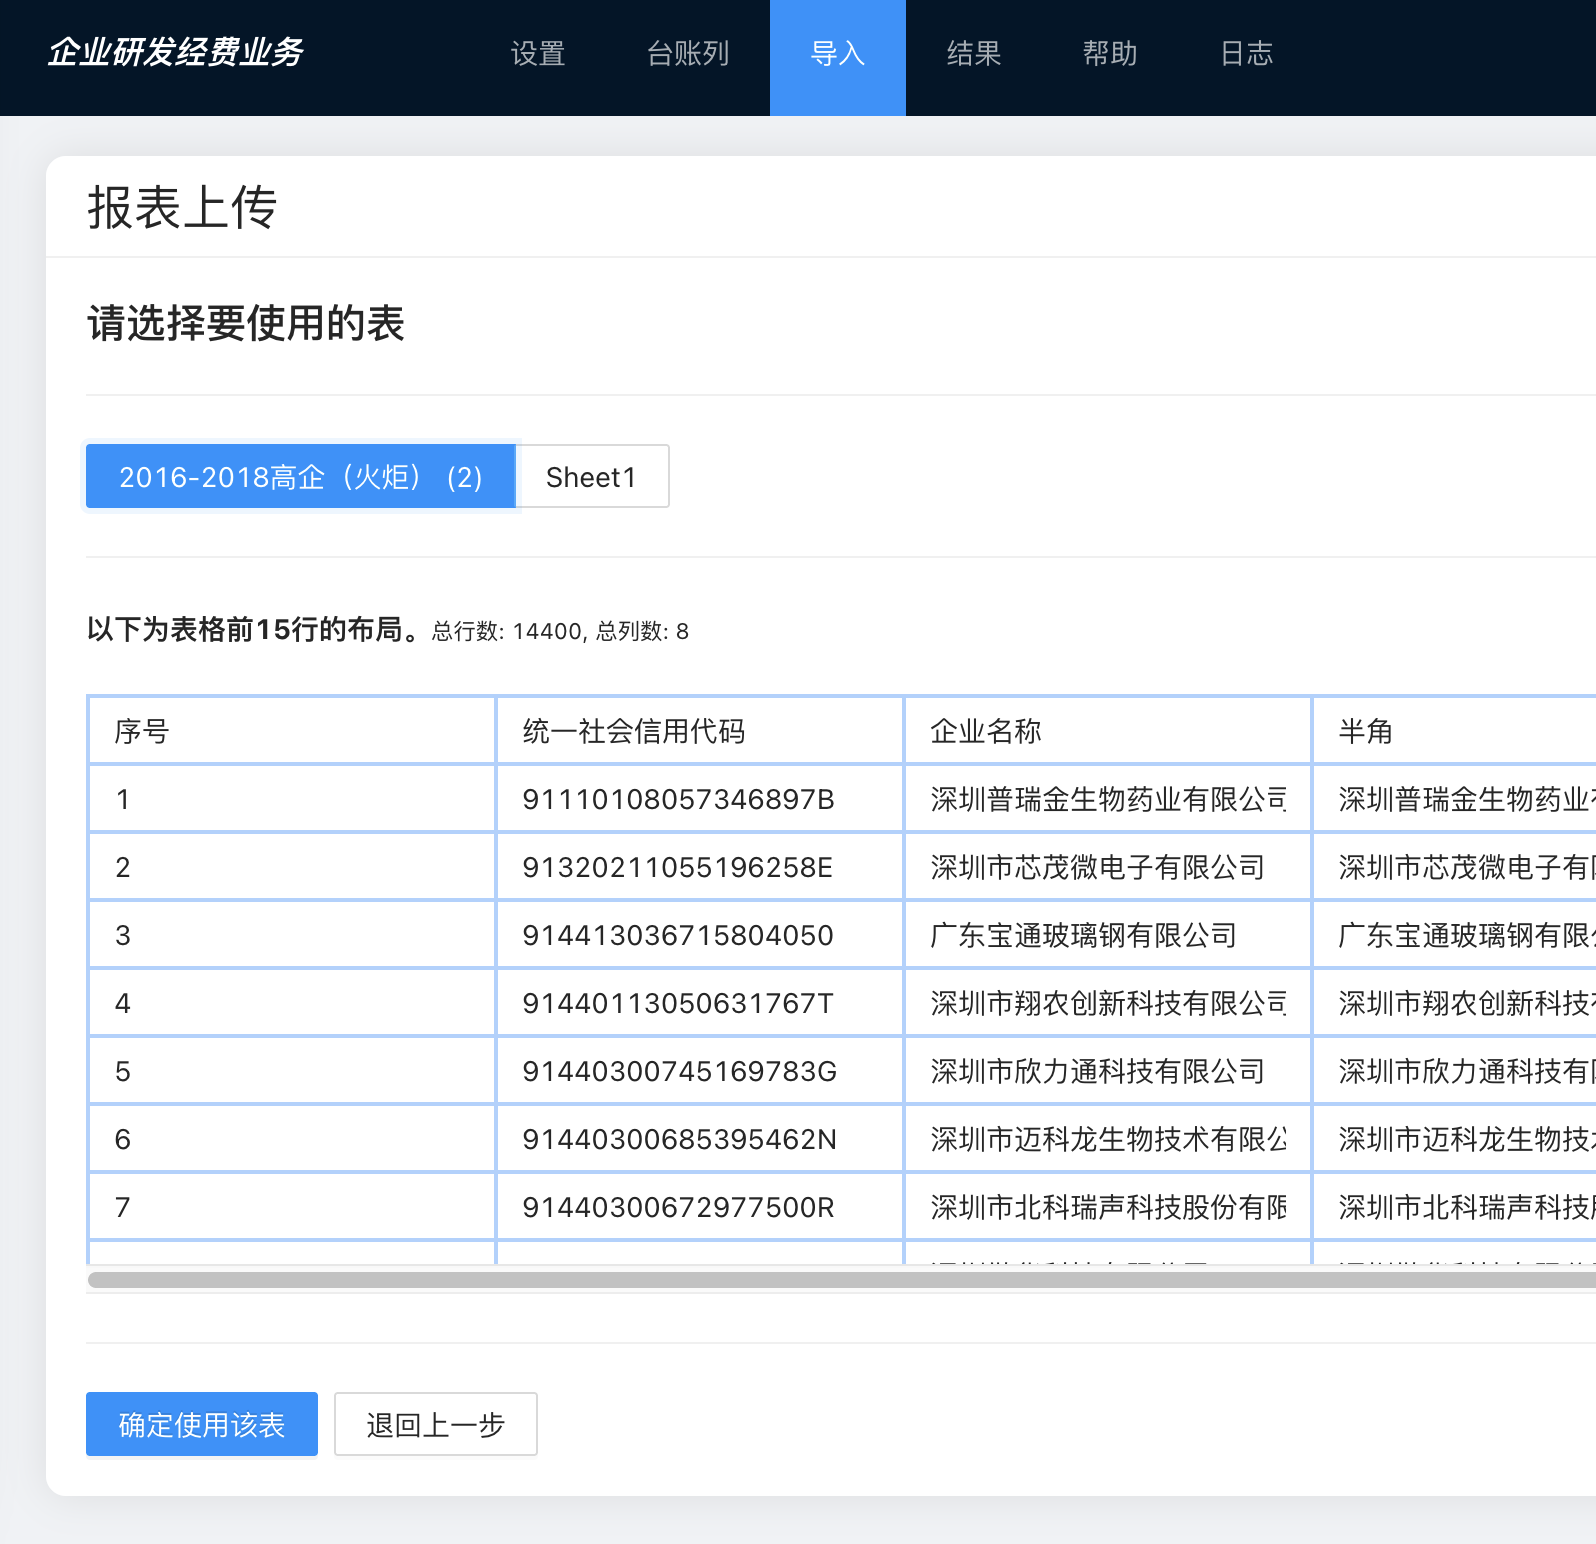 企业研发经费业务 设置 台账列 导入 结果 帮助 日志
报表上传
请选择要使用的表
2016-2018高企（火炬） (2) Sheet1
以下为表格前15行的布局。总行数: 14400, 总列数: 8
序号 统一社会信用代码 企业名称 半角
1 91110108057346897B 深圳普瑞金生物药业有限公司 深圳普瑞金生物药业
2 91320211055196258E 深圳市芯茂微电子有限公司 深圳市芯茂微电子有
3 914413036715804050 广东宝通玻璃钢有限公司 广东宝通玻璃钢有限
4 91440113050631767T 深圳市翔农创新科技有限公司 深圳市翔农创新科技
5 91440300745169783G 深圳市欣力通科技有限公司 深圳市欣力通科技有
6 91440300685395462N 深圳市迈科龙生物技术有限公 深圳市迈科龙生物技
7 91440300672977500R 深圳市北科瑞声科技股份有限 深圳市北科瑞声科技
确定使用该表 退回上一步